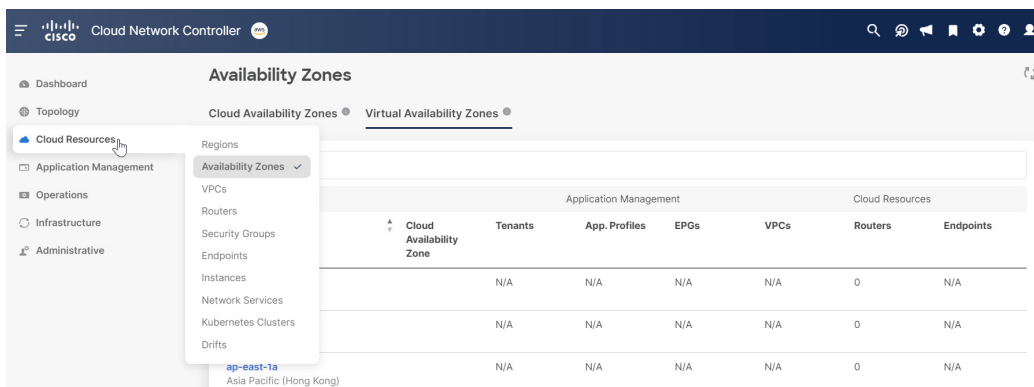 CISCO Cloud Network Controller aws
Availability Zones
Dashboard
Topology
Cloud Resources
Application Management
Operations
Infrastructure
Administrative
Cloud Availability Zones Virtual Availability Zones
Regions
Availability Zones
VPCs
Routers
Security Groups
Endpoints
Instances
Network Services
Kubernetes Clusters
Drifts
Application Management Cloud Resources
Cloud Tenants App. Profiles EPGs VPCs Routers Endpoints
Availability
Zone
N/A N/A N/A N/A 0 N/A
N/A N/A N/A N/A 0 N/A
ap-east-1a N/A N/A N/A N/A 0 N/A
Asia Pacific (Hong Kong)